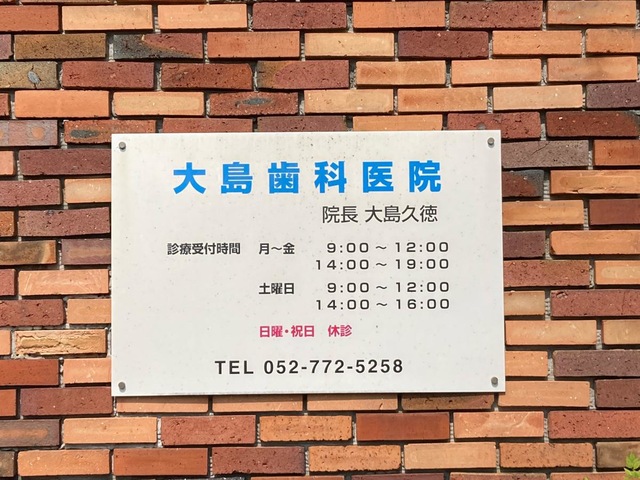 大島歯科医院
院長 大島久徳
診療受付時間 月～金 9:00 ～ 12:00
14:00 ～ 19:00
土曜日 9:00 ～ 12:00
14:00 ～ 16:00
日曜・祝日 休診
TEL 052-772-5258